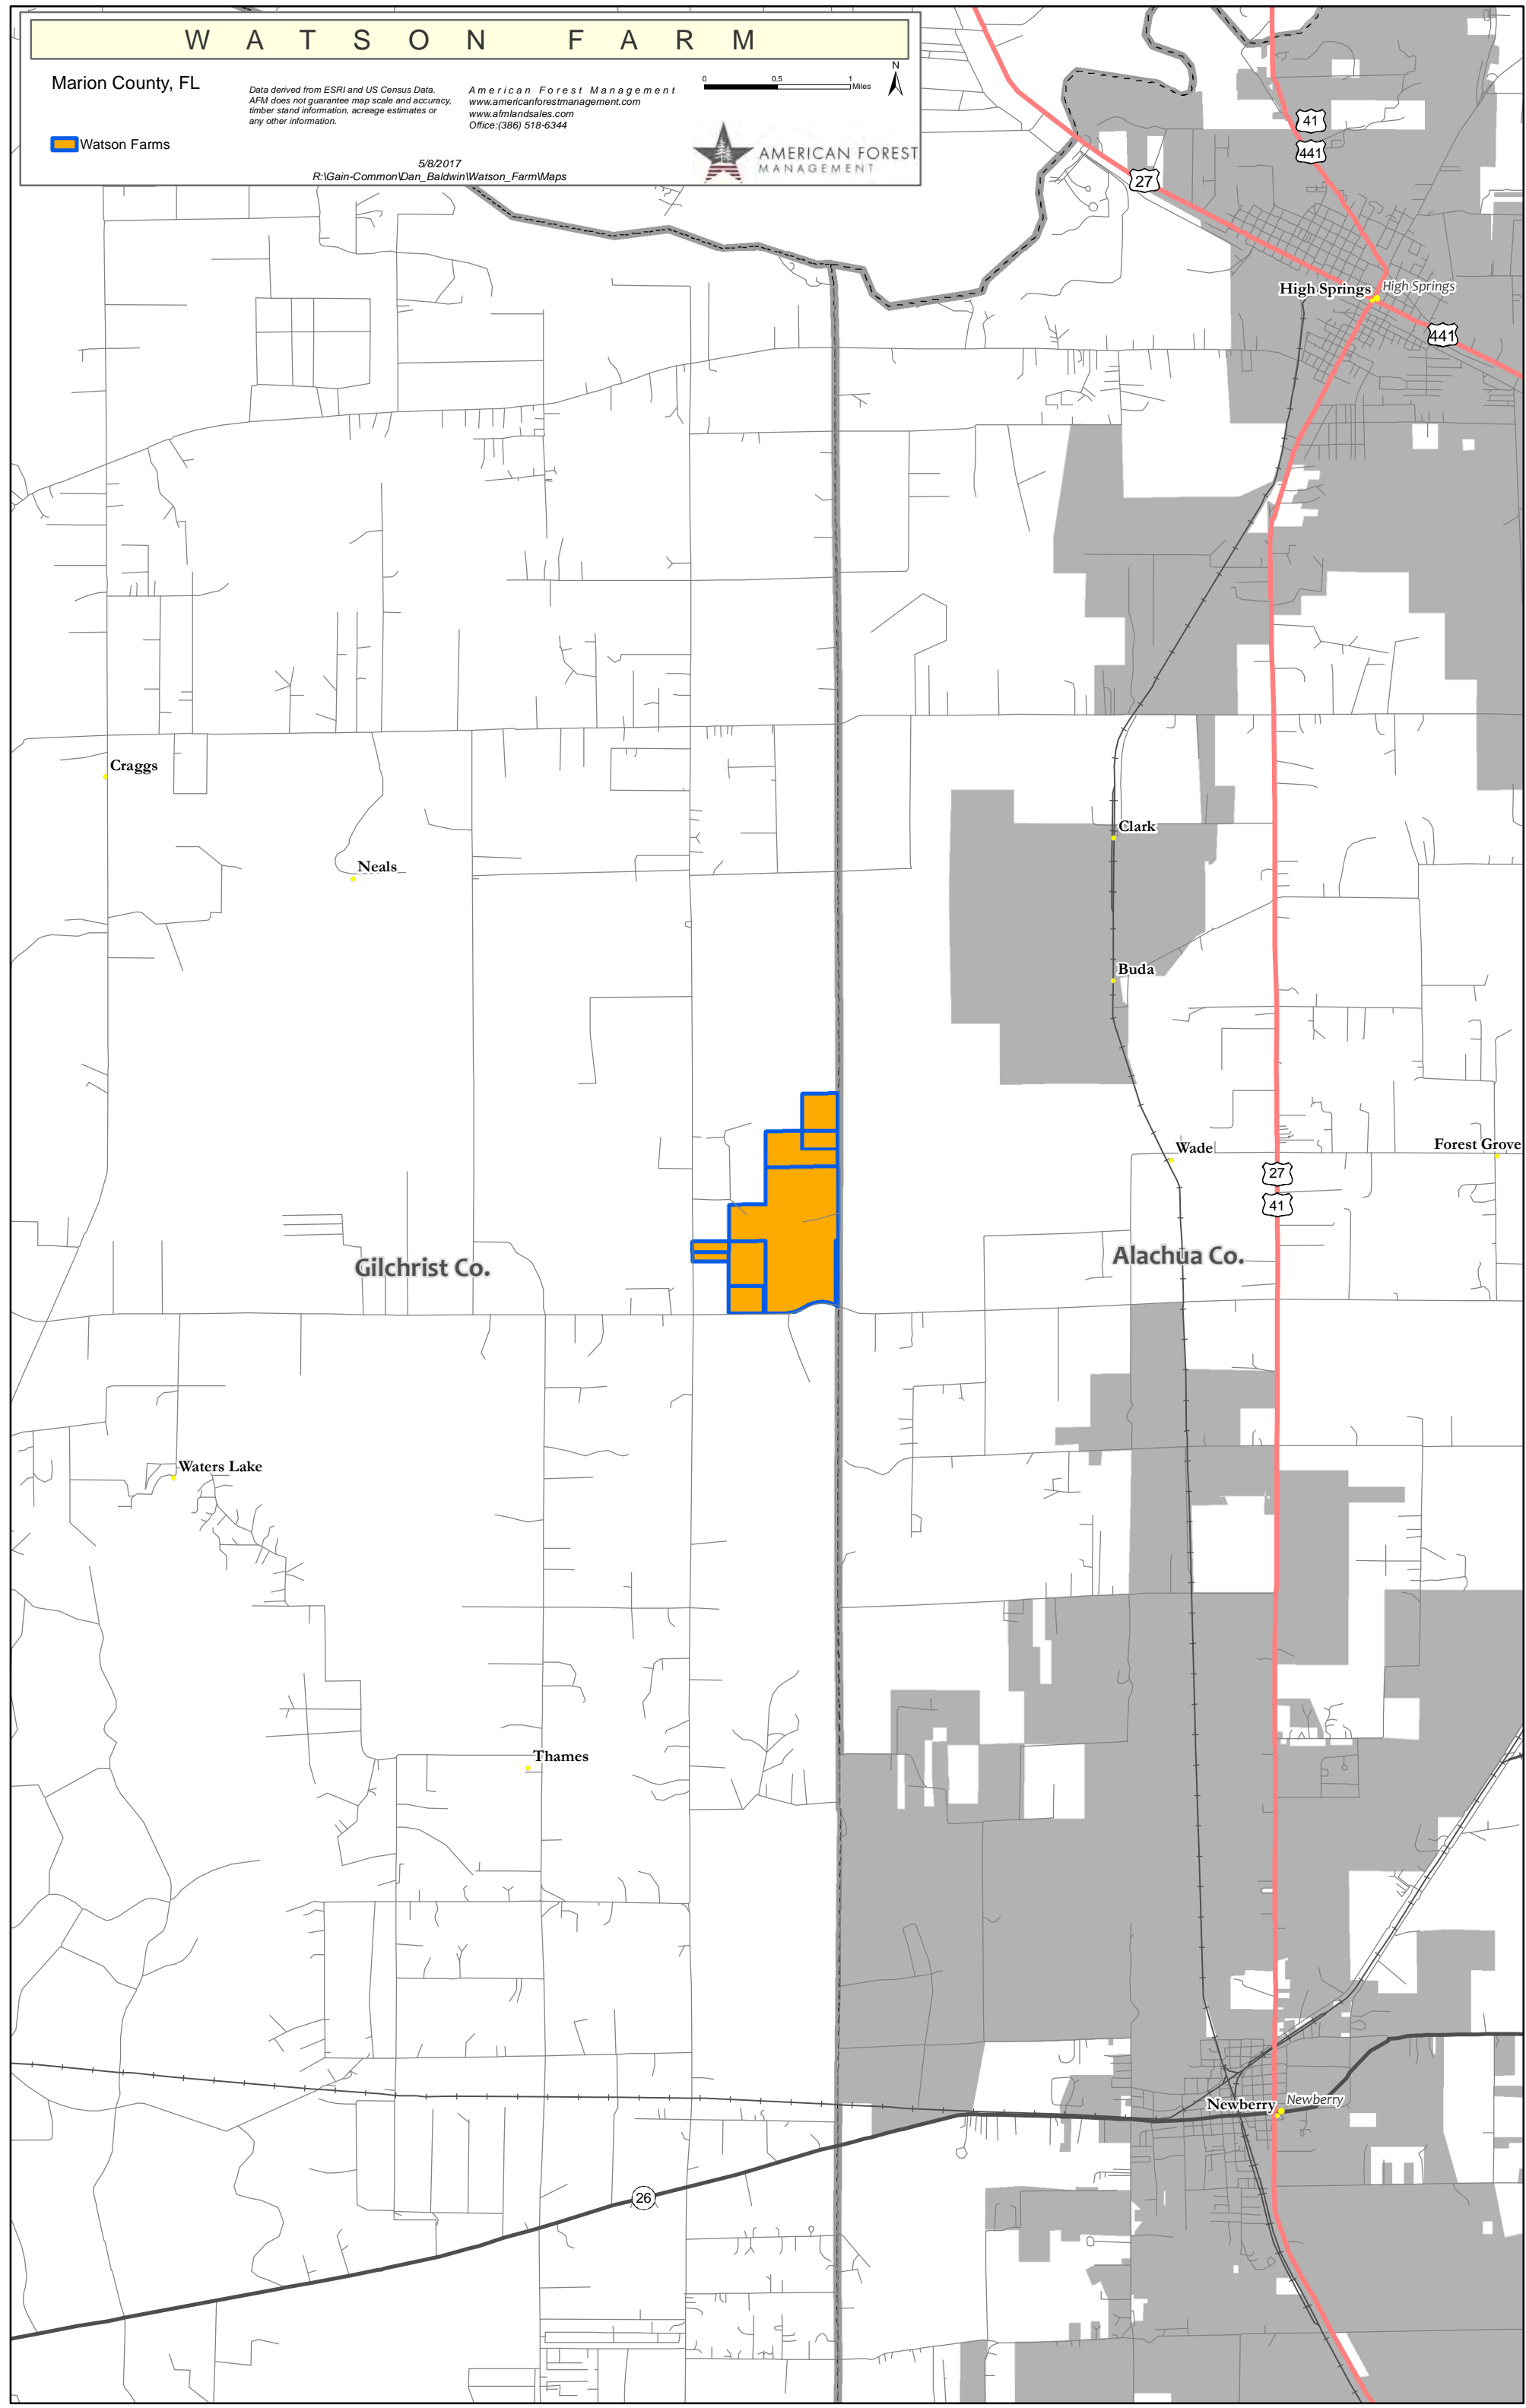 WATSON FARM
Marion County, FL
Watson Farms
Data derived from ESRI and US Census Data.
AFM does not guarantee map scale and accuracy,
timber stand information, acreage estimates or
any other information.
American Forest Management
www.americanforestmanagement.com
www.afmlandsales.com
Office:(386) 518-6344
5/8/2017
R:\Gain-Common\Dan_Baldwin\Watson_Farm\Maps
0 0.5 1
Miles
N
AMERICAN FOREST
MANAGEMENT
41
441
27
High Springs
High Springs
441
Craggs
Clark
Neals
Buda
Wade
Forest Grove
27
41
Gilchrist Co.
Alachua Co.
Waters Lake
Thames
Newberry
Newberry
26